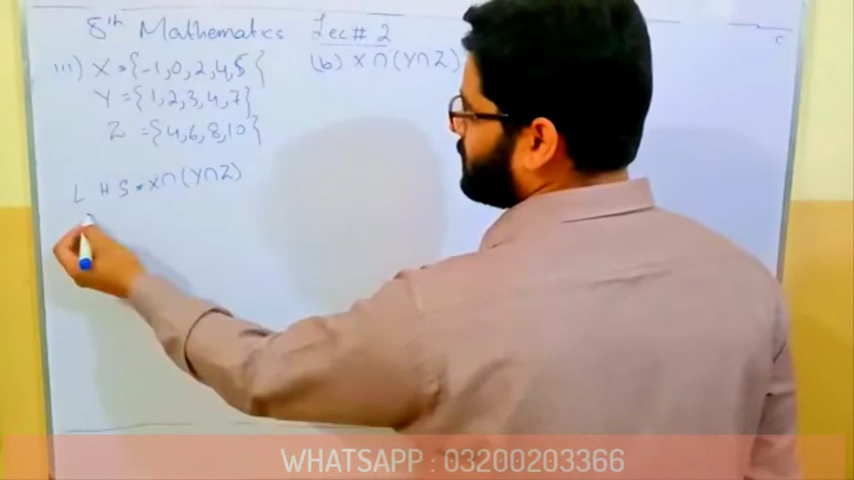 8th Mathematics Lec# 2
iii) X = {-1,0,2,4,5} (b) X∩(Y∩Z)
Y = {1,2,3,4,7}
Z = {4,6,8,10}
L H S = X∩(Y∩Z)
WHATSAPP : 03200203366